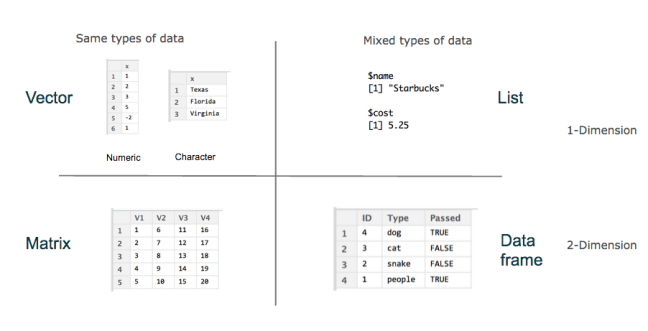 Same types of data
Mixed types of data
Vector
x
1 1
2 2
3 3
4 5
5 -2
6 1
Numeric
x
1 Texas
2 Florida
3 Virginia
Character
$name
[1] "Starbucks"
$cost
[1] 5.25
List
1-Dimension
Matrix
V1 V2 V3 V4
1 1 6 11 16
2 2 7 12 17
3 3 8 13 18
4 4 9 14 19
5 5 10 15 20
ID Type Passed
1 4 dog TRUE
2 3 cat FALSE
3 2 snake FALSE
4 1 people TRUE
Data
frame
2-Dimension